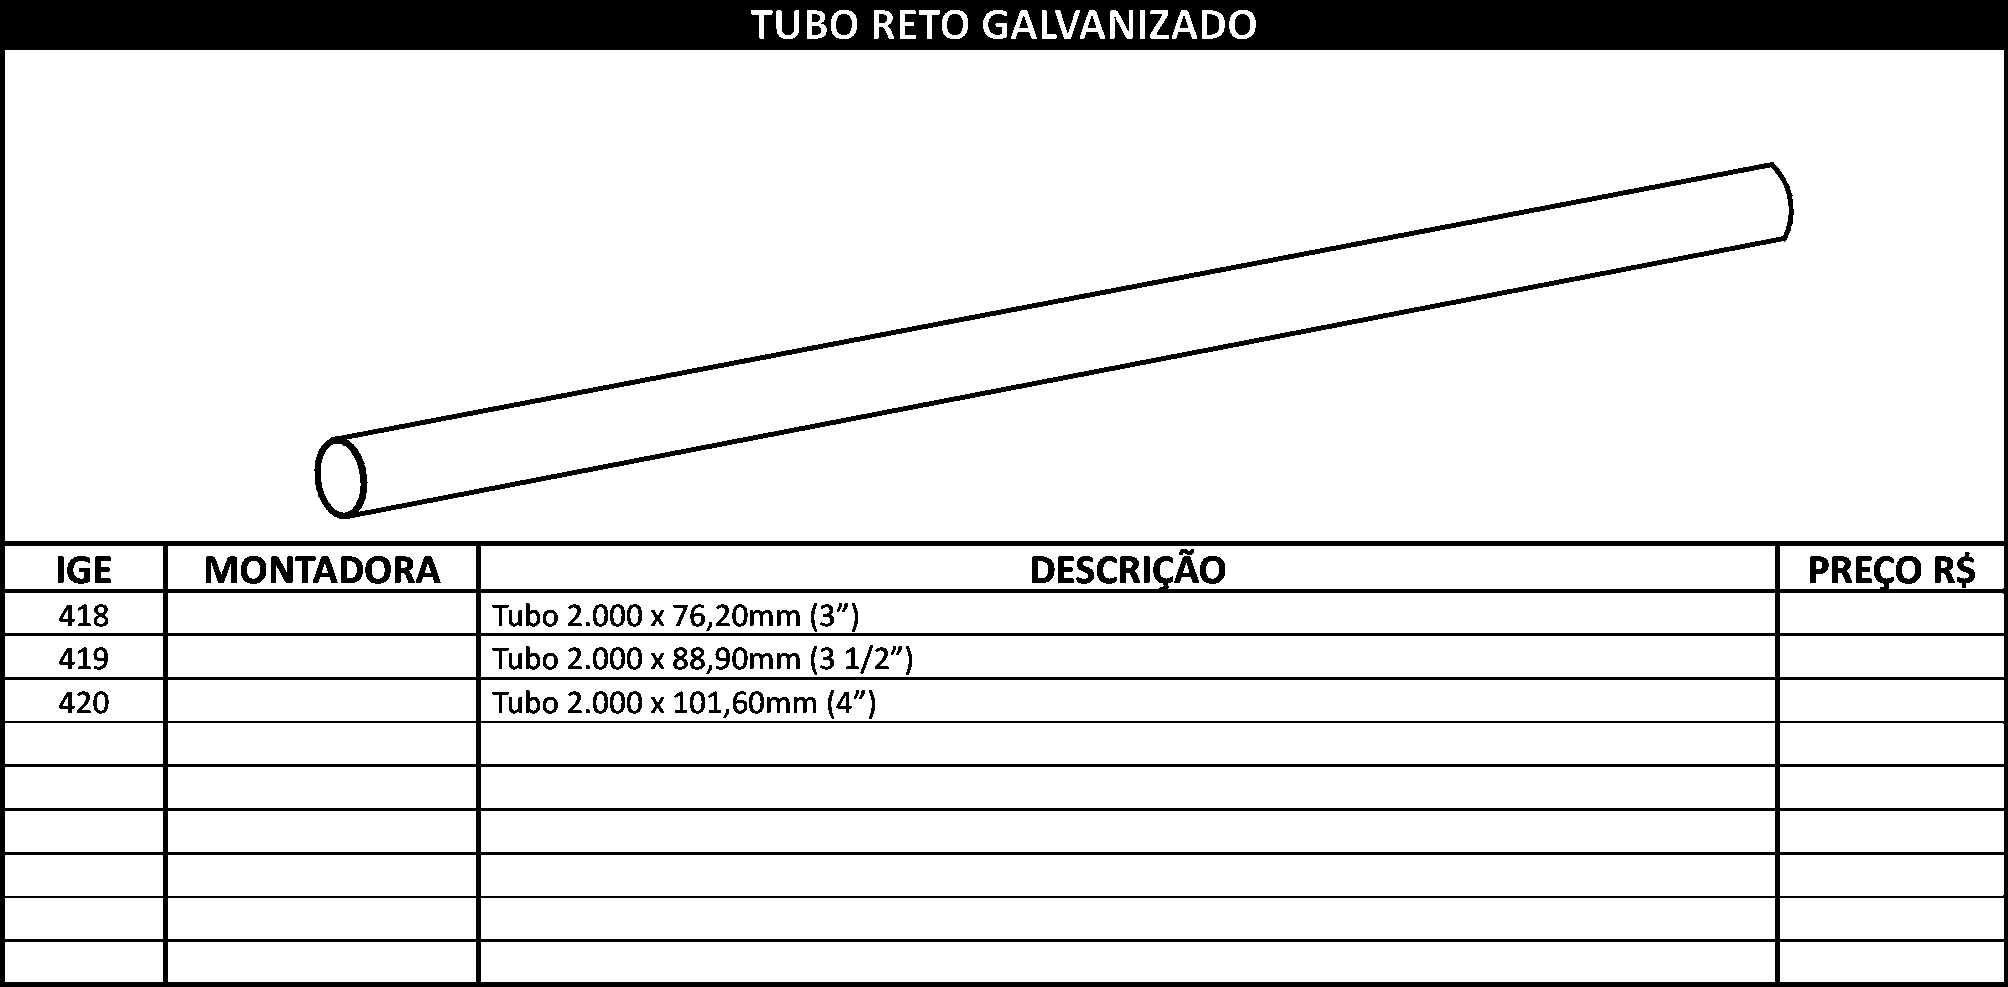 TUBO RETO GALVANIZADO
IGE MONTADORA DESCRIÇÃO PREÇO R$
418 Tubo 2.000 x 76,20mm (3”)
419 Tubo 2.000 x 88,90mm (3 1/2”)
420 Tubo 2.000 x 101,60mm (4”)